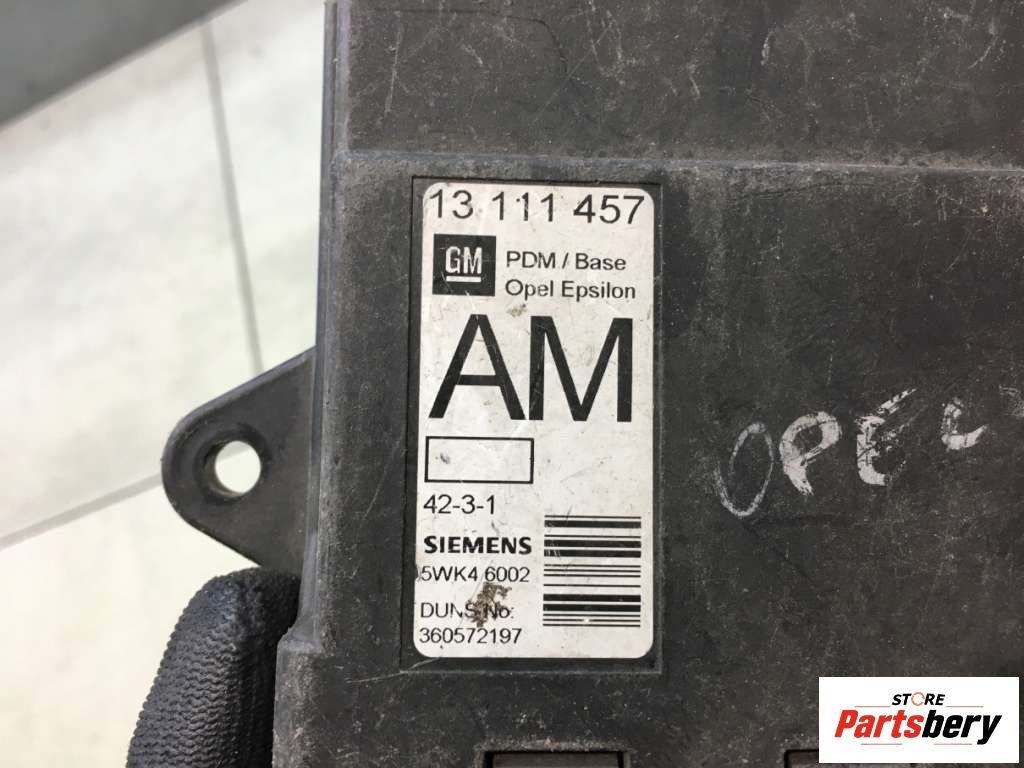 13 111 457
GM
PDM / Base
Opel Epsilon
AM
42-3-1
SIEMENS
5WK4 6002
DUNS No:
360572197
OPEL
STORE
Partsbery